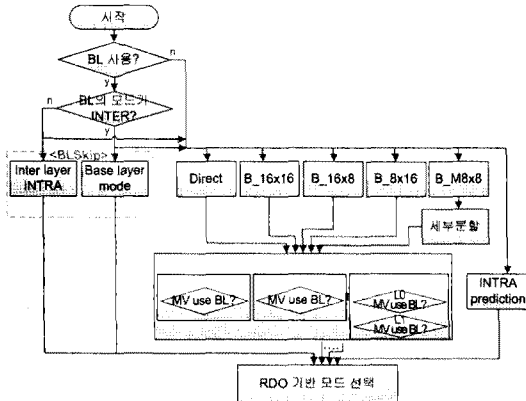 시작
BL 사용?
n
y
BL의 모드가
INTER?
n
y
<BLSkip>
Inter layer
INTRA
Base layer
mode
Direct
B_16x16
B_16x8
B_8x16
B_M8x8
세부분할
MV use BL?
MV use BL?
L0
MV use BL?
L1
MV use BL?
INTRA
prediction
RDO 기반 모드 선택